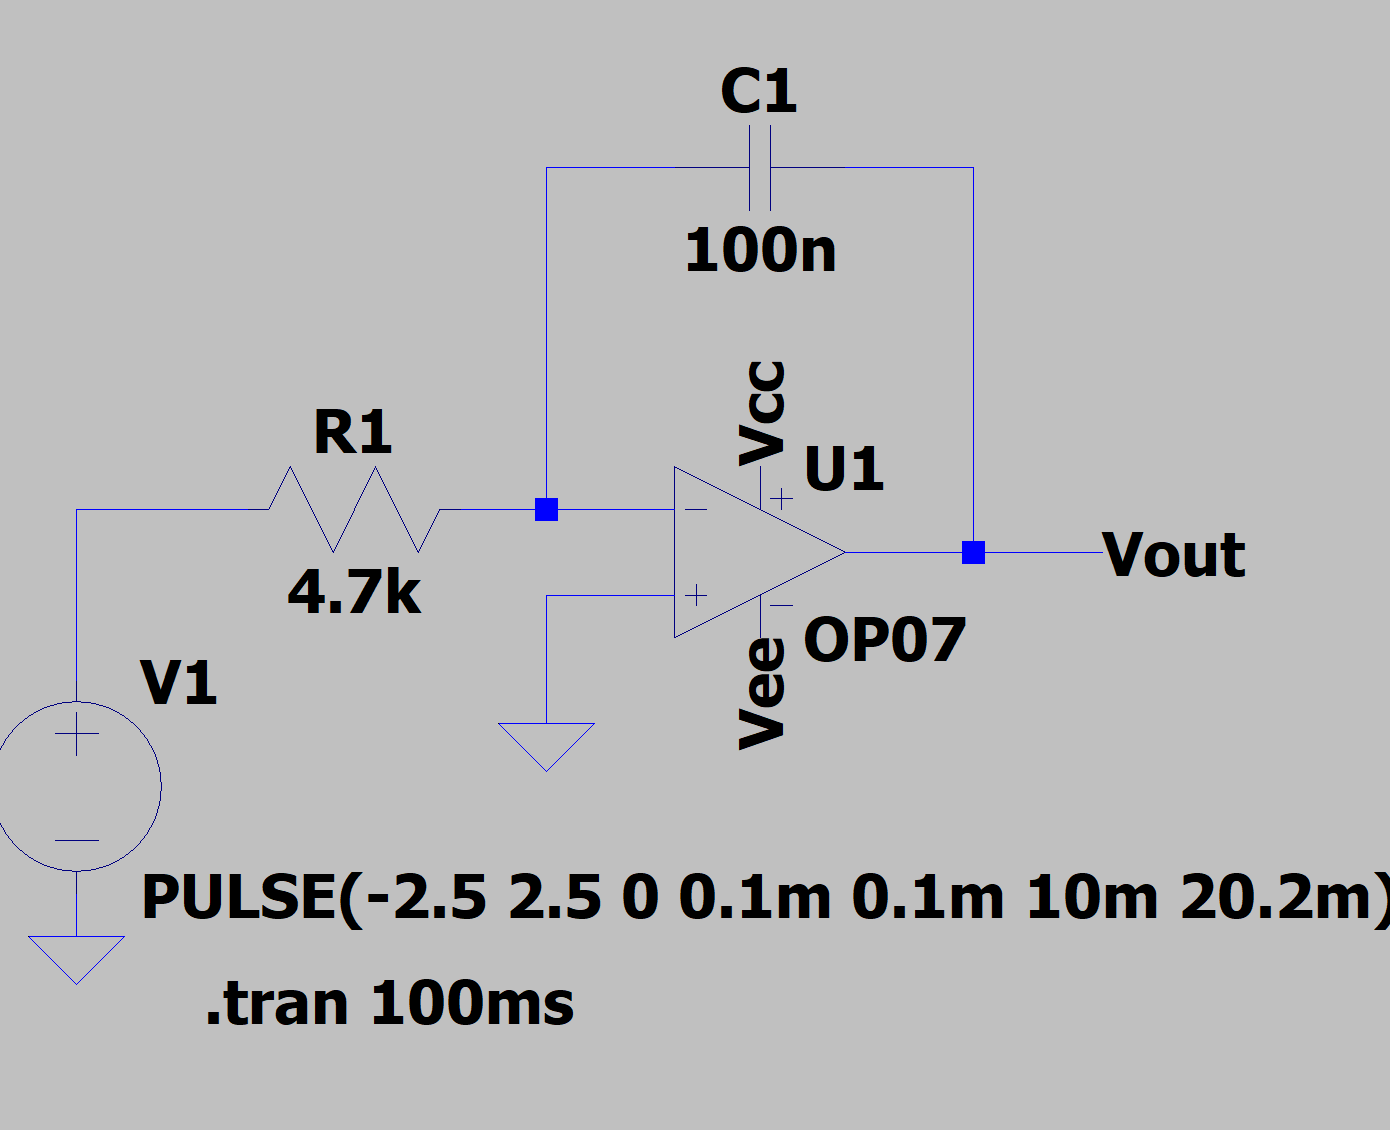 C1
100n
Vcc
R1
U1
4.7k
Vout
OP07
Vee
V1
PULSE(-2.5 2.5 0 0.1m 0.1m 10m 20.2m)
.tran 100ms